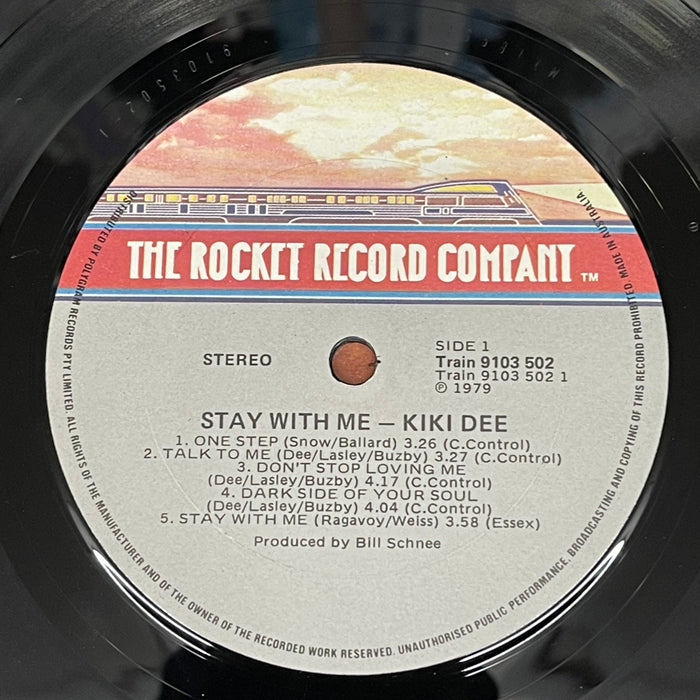 THE ROCKET RECORD COMPANY TM
STEREO
SIDE 1
Train 9103 502
Train 9103 502 1
Ⓟ 1979
STAY WITH ME – KIKI DEE
1. ONE STEP (Snow/Ballard) 3.26 (C.Control)
2. TALK TO ME (Dee/Lasley/Buzby) 3.27 (C.Control)
3. DON'T STOP LOVING ME
(Dee/Lasley/Buzby) 4.17 (C.Control)
4. DARK SIDE OF YOUR SOUL
(Dee/Lasley/Buzby) 4.04 (C.Control)
5. STAY WITH ME (Ragavoy/Weiss) 3.58 (Essex)
Produced by Bill Schnee
DISTRIBUTED BY POLYGRAM RECORDS PTY LIMITED. ALL RIGHTS OF THE MANUFACTURER AND OF THE OWNER OF THE RECORDED WORK RESERVED. UNAUTHORISED PUBLIC PERFORMANCE, BROADCASTING AND COPYING OF THIS RECORD PROHIBITED MADE IN AUSTRALIA.
9103502-1